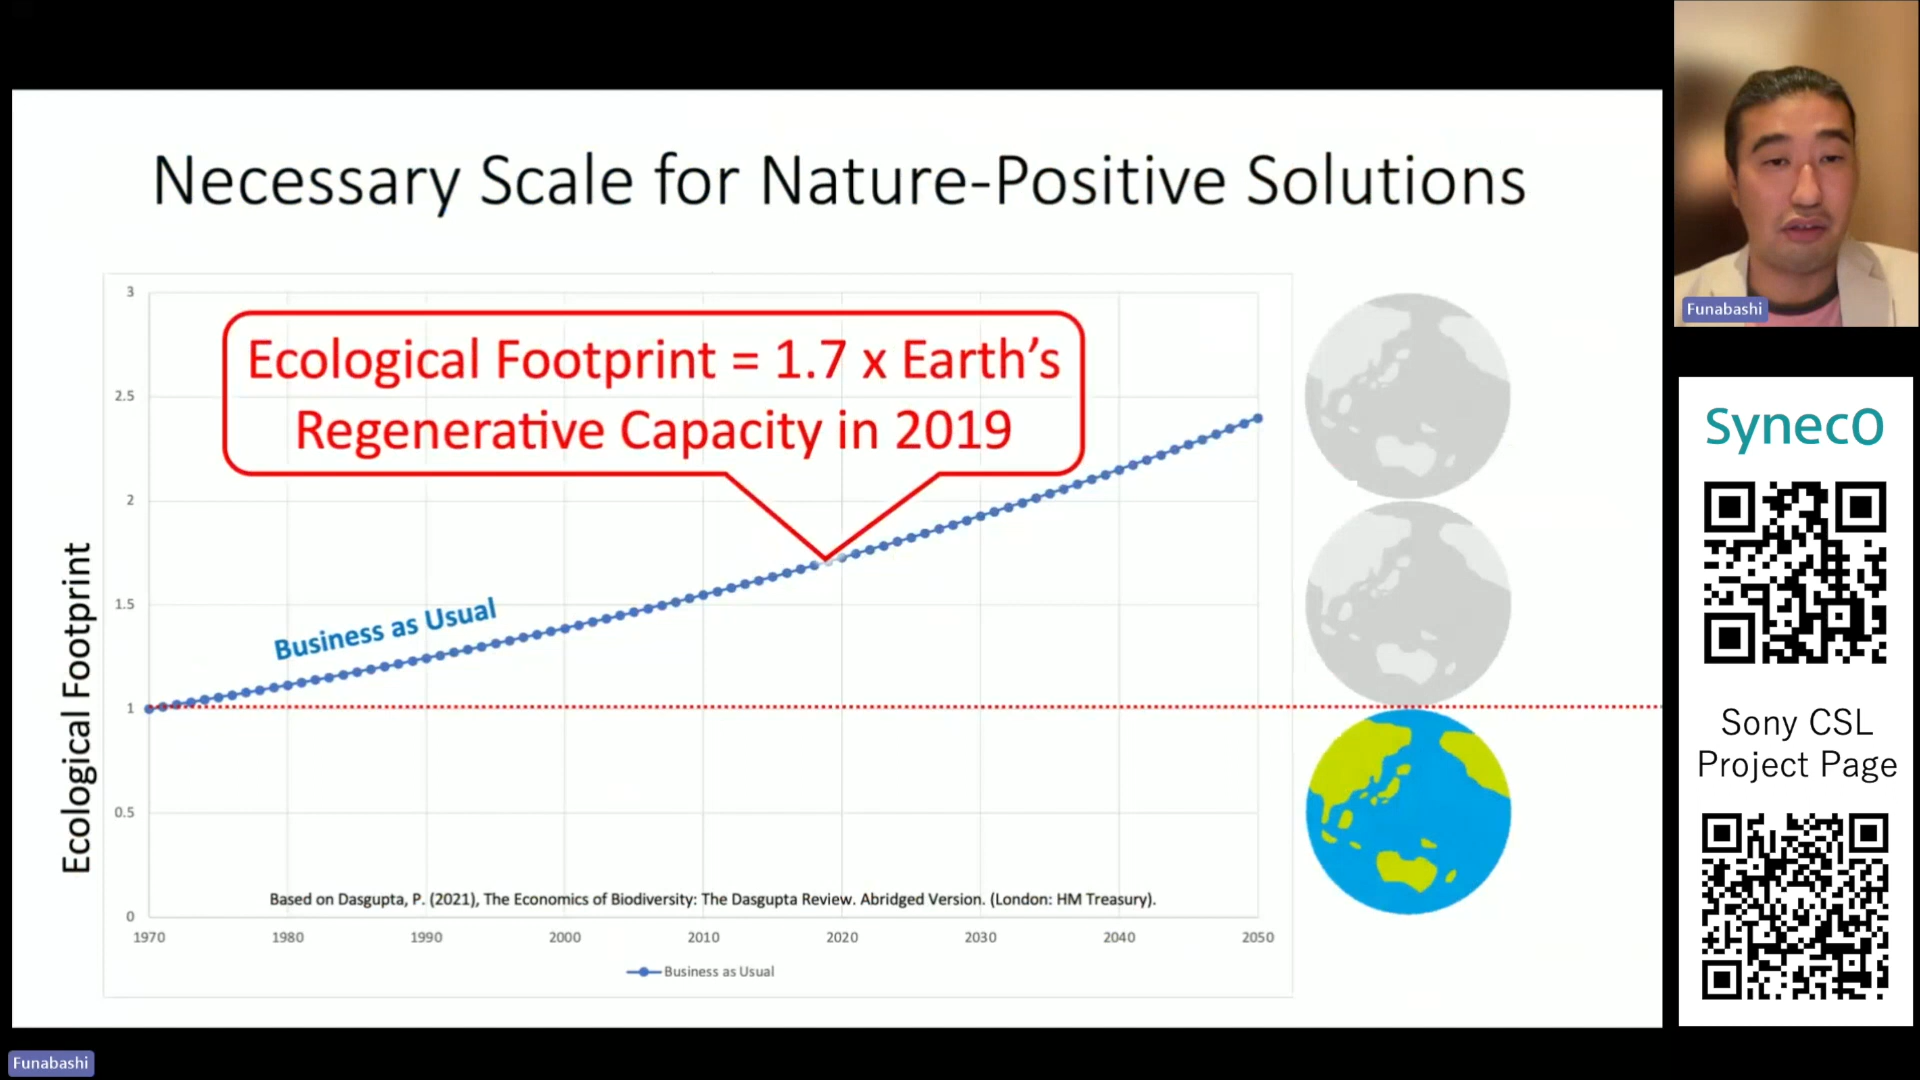 Necessary Scale for Nature-Positive Solutions
Ecological Footprint = 1.7 x Earth's
Regenerative Capacity in 2019
3
2.5
2
1.5
1
0.5
0
Ecological Footprint
Business as Usual
Based on Dasgupta, P. (2021), The Economics of Biodiversity: The Dasgupta Review. Abridged Version. (London: HM Treasury).
1970 1980 1990 2000 2010 2020 2030 2040 2050
Business as Usual
Funabashi
SynecO
Sony CSL
Project Page
Funabashi